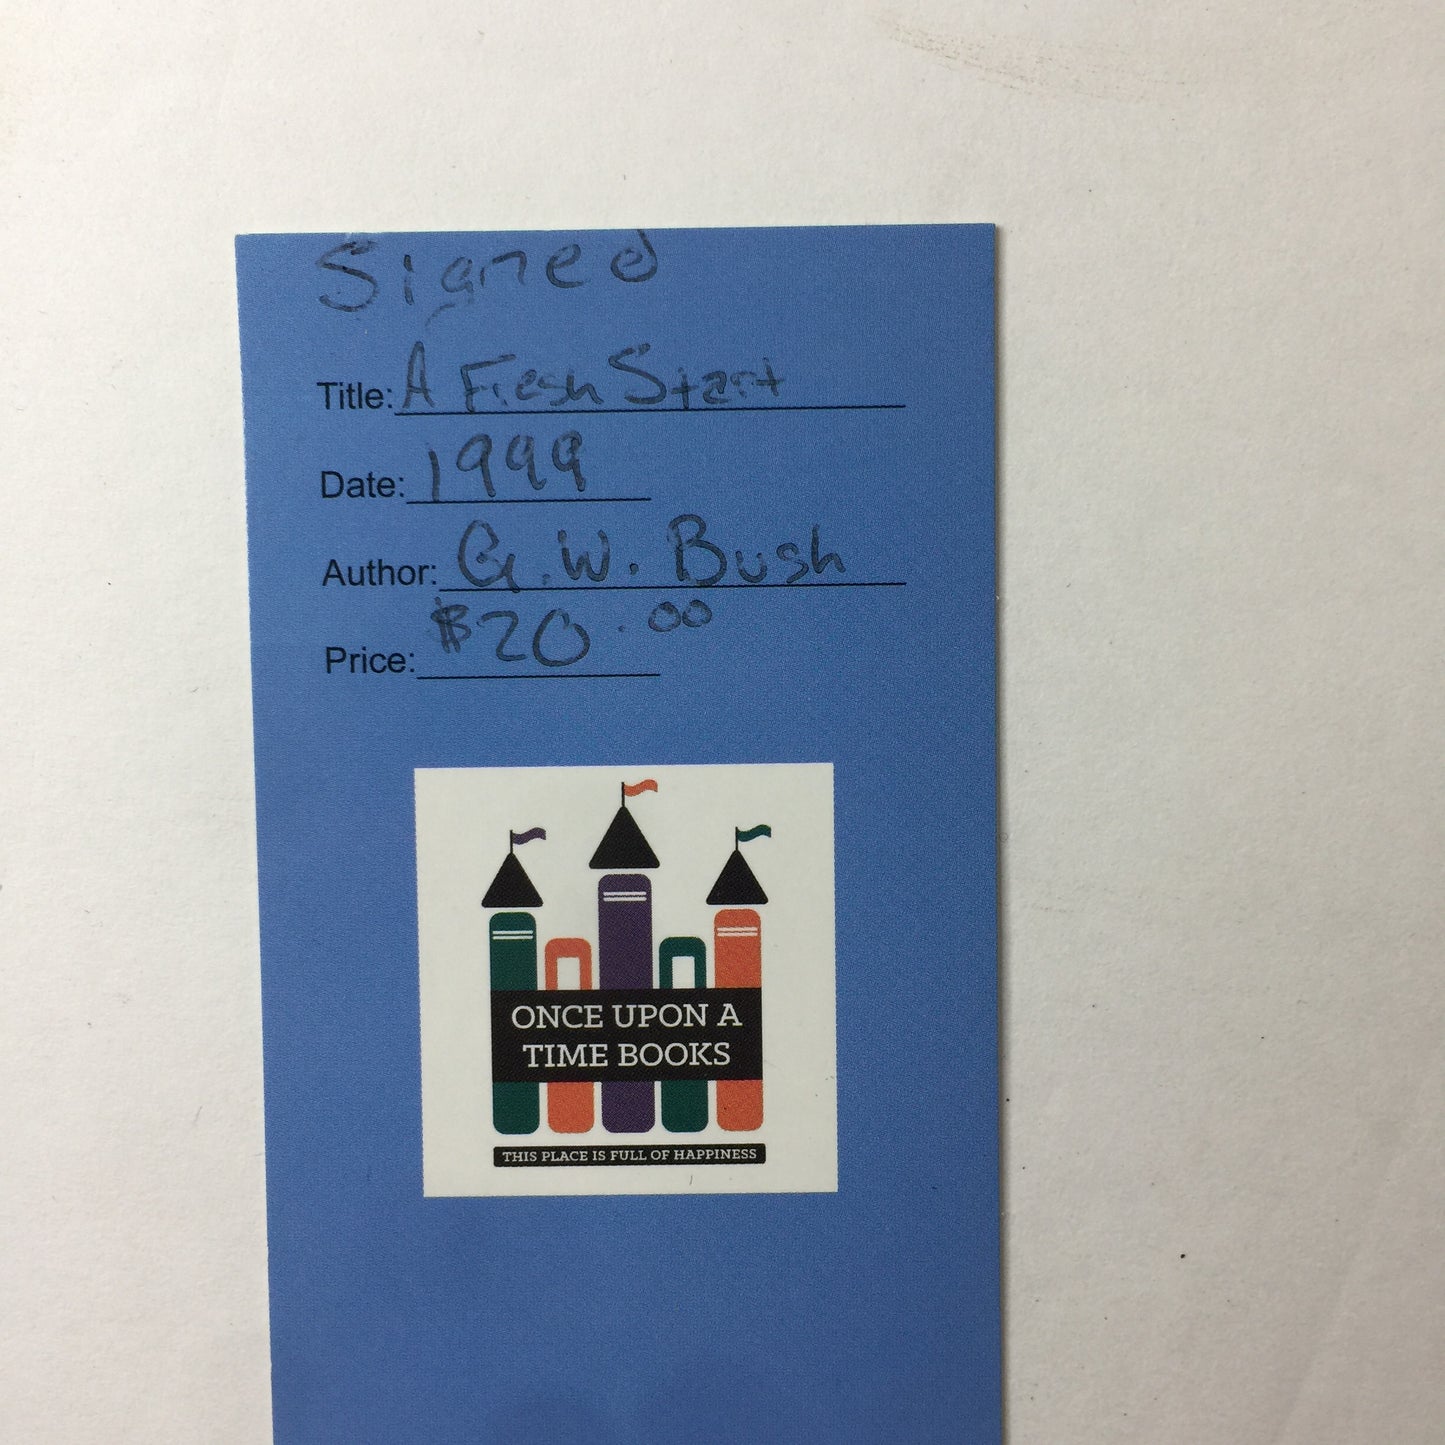 Signed
Title: A Fresh Start
Date: 1999
Author: G.W. Bush
Price: $20.00
ONCE UPON A
TIME BOOKS
THIS PLACE IS FULL OF HAPPINESS